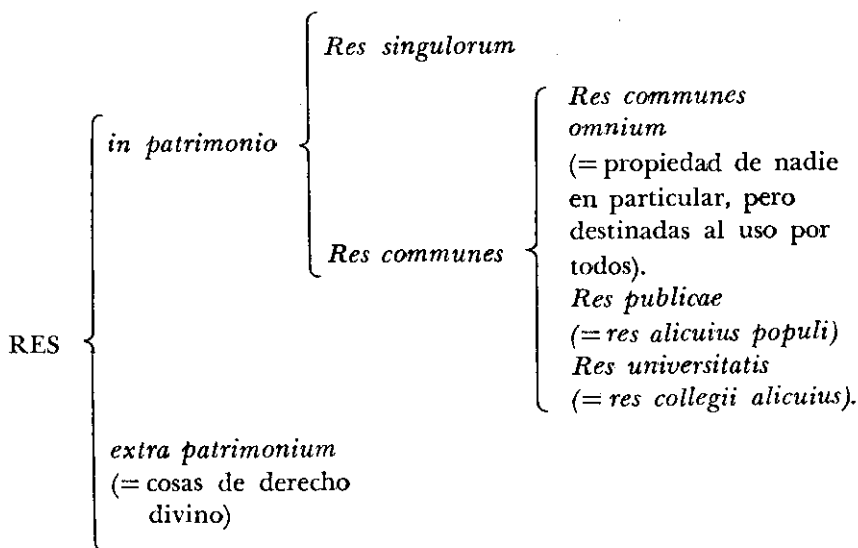 Res singulorum
in patrimonio
Res communes
Res communes
omnium
(= propiedad de nadie
en particular, pero
destinadas al uso por
todos).
Res publicae
(= res alicuius populi)
Res universitatis
(= res collegii alicuius).
RES
extra patrimonium
(= cosas de derecho
divino)